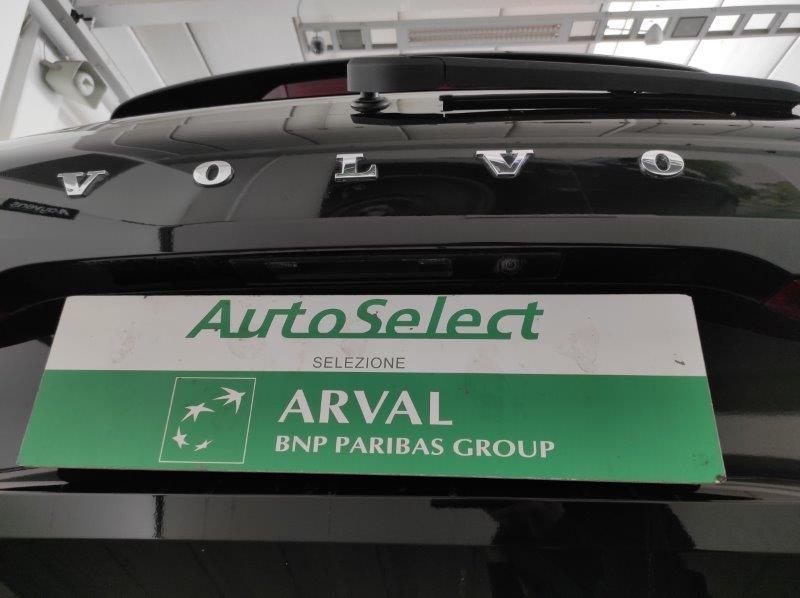 VOLVO
AutoSelect
SELEZIONE
ARVAL
BNP PARIBAS GROUP